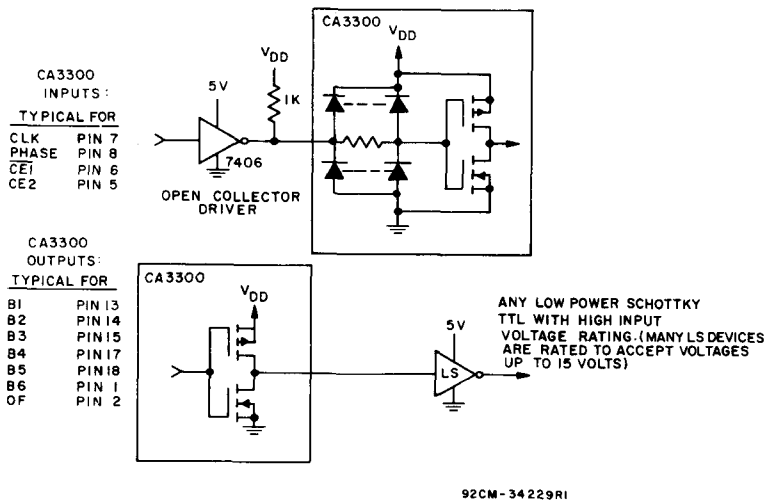 CA3300
INPUTS:
TYPICAL FOR
CLK PIN 7
PHASE PIN 8
CE1 PIN 6
CE2 PIN 5
5V
7406
OPEN COLLECTOR
DRIVER
VDD
1K
CA3300
VDD
CA3300
OUTPUTS:
TYPICAL FOR
B1 PIN 13
B2 PIN 14
B3 PIN 15
B4 PIN 17
B5 PIN 18
B6 PIN 1
OF PIN 2
CA3300
VDD
5V
LS
ANY LOW POWER SCHOTTKY
TTL WITH HIGH INPUT
VOLTAGE RATING.(MANY LS DEVICES
ARE RATED TO ACCEPT VOLTAGES
UP TO 15 VOLTS)
92CM-34229R1